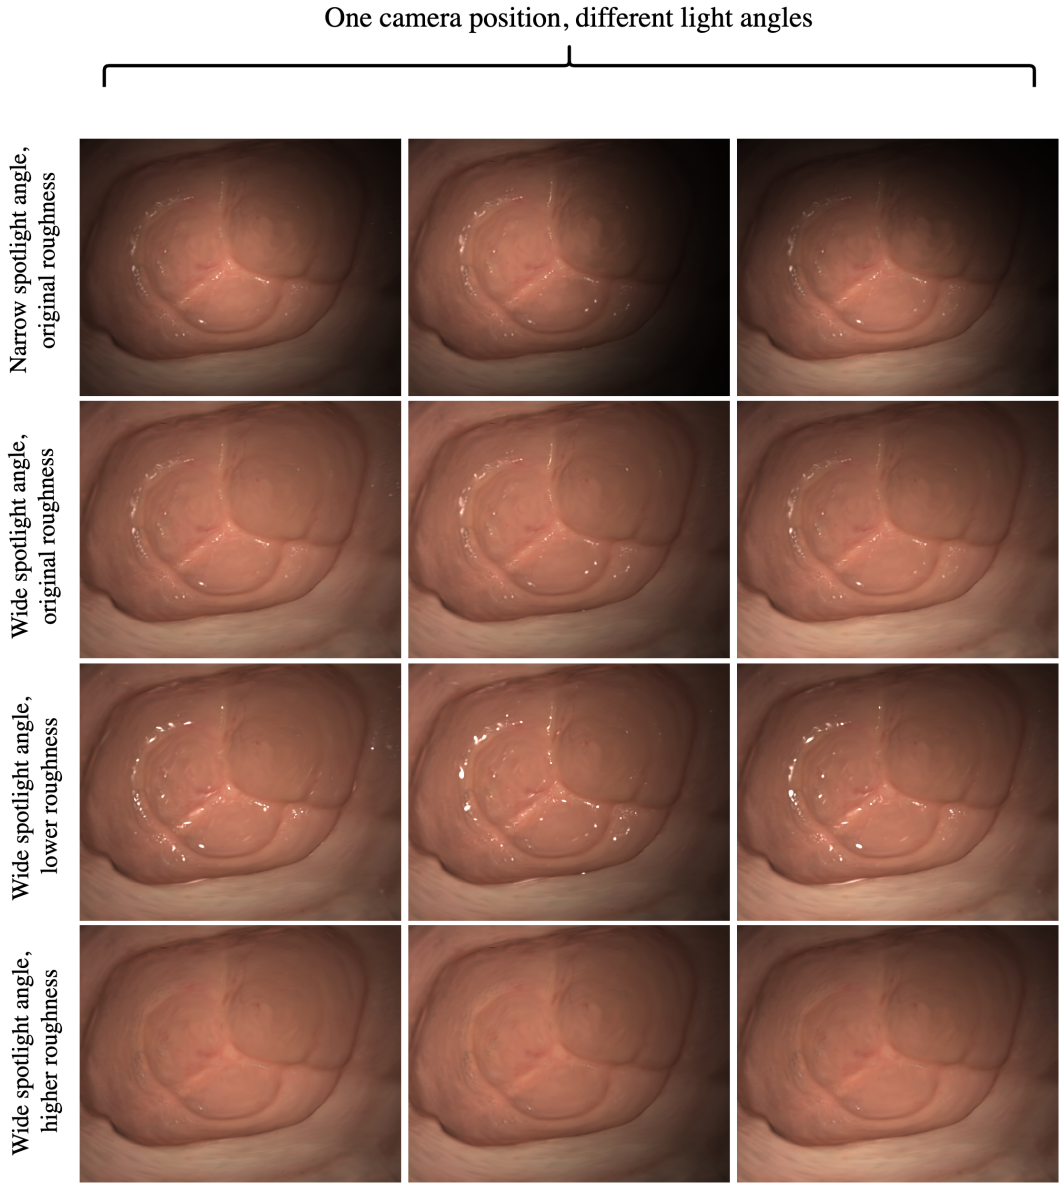 One camera position, different light angles
Narrow spotlight angle,
original roughness
Wide spotlight angle,
original roughness
Wide spotlight angle,
lower roughness
Wide spotlight angle,
higher roughness